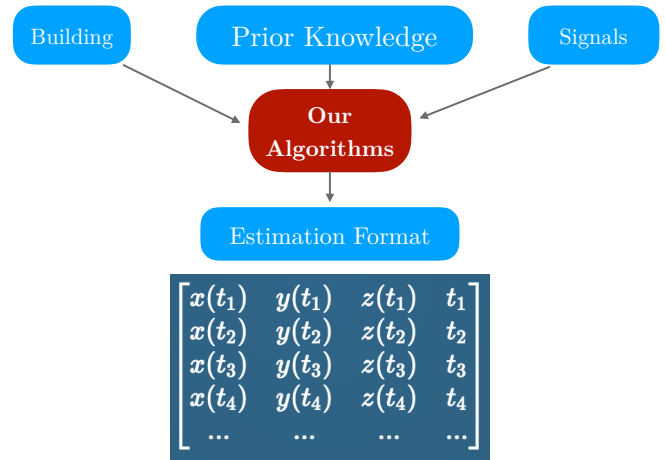 Building
Prior Knowledge
Signals
Our
Algorithms
Estimation Format
x(t₁) y(t₁) z(t₁) t₁
x(t₂) y(t₂) z(t₂) t₂
x(t₃) y(t₃) z(t₃) t₃
x(t₄) y(t₄) z(t₄) t₄
... ... ... ...